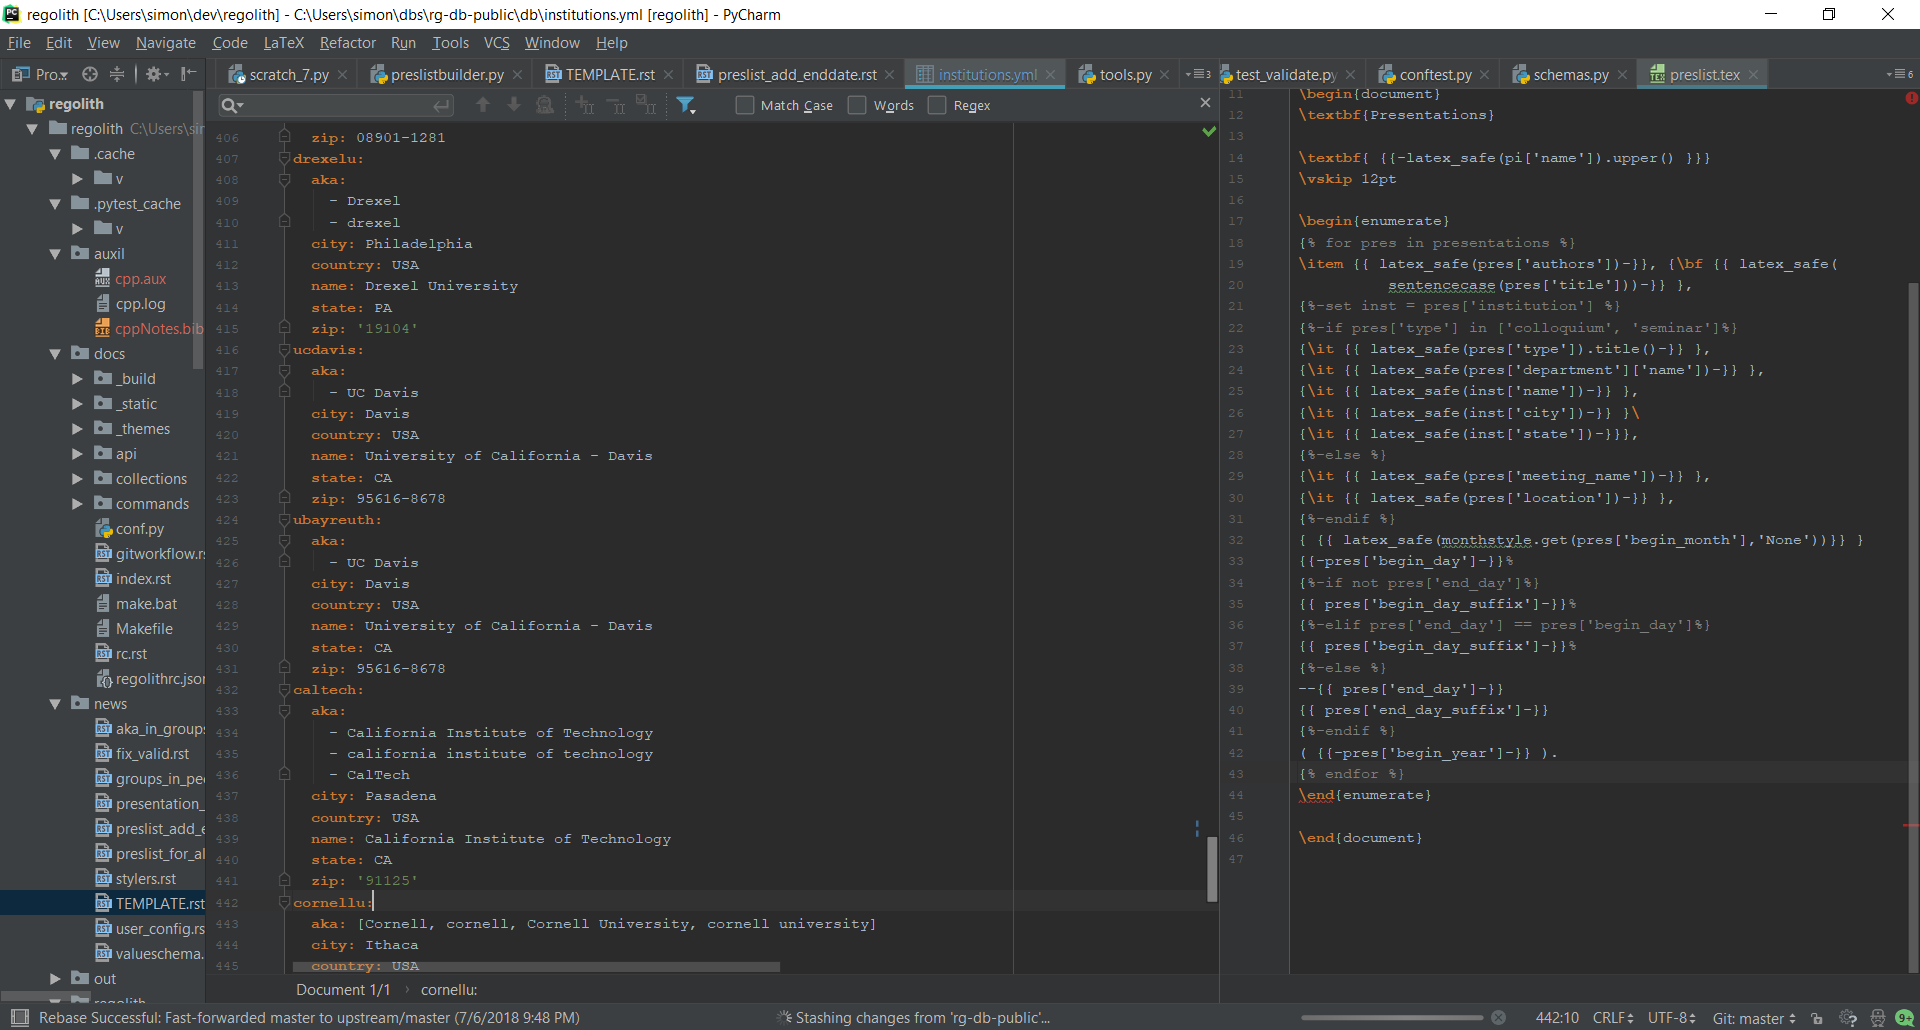 regolith [C:\Users\simon\dev\regolith] - C:\Users\simon\dbs\rg-db-public\db\institutions.yml [regolith] - PyCharm
File Edit View Navigate Code LaTeX Refactor Run Tools VCS Window Help
Pro...
scratch_7.py preslistbuilder.py TEMPLATE.rst preslist_add_enddate.rst institutions.yml tools.py 3 test_validate.py conftest.py schemas.py preslist.tex 6
Match Case Words Regex
regolith
regolith C:\Users\sir
.cache
v
.pytest_cache
v
auxil
cpp.aux
cpp.log
cppNotes.bib
docs
_build
_static
_themes
api
collections
commands
conf.py
gitworkflow.r
index.rst
make.bat
Makefile
rc.rst
regolithrc.jsor
news
aka_in_group
fix_valid.rst
groups_in_pe
presentation_
preslist_add_e
preslist_for_al
stylers.rst
TEMPLATE.rst
user_config.rs
valueschema.
out
regolith
406 zip: 08901-1281
407 drexelu:
408 aka:
409 - Drexel
410 - drexel
411 city: Philadelphia
412 country: USA
413 name: Drexel University
414 state: PA
415 zip: '19104'
416 ucdavis:
417 aka:
418 - UC Davis
419 city: Davis
420 country: USA
421 name: University of California - Davis
422 state: CA
423 zip: 95616-8678
424 ubayreuth:
425 aka:
426 - UC Davis
427 city: Davis
428 country: USA
429 name: University of California - Davis
430 state: CA
431 zip: 95616-8678
432 caltech:
433 aka:
434 - California Institute of Technology
435 - california institute of technology
436 - CalTech
437 city: Pasadena
438 country: USA
439 name: California Institute of Technology
440 state: CA
441 zip: '91125'
442 cornellu:
443 aka: [Cornell, cornell, Cornell University, cornell university]
444 city: Ithaca
445 country: USA
Document 1/1 › cornellu:
11 \begin{document}
12 \textbf{Presentations}
13
14 \textbf{ {{-latex_safe(pi['name']).upper() }}}
15 \vskip 12pt
16
17 \begin{enumerate}
18 {% for pres in presentations %}
19 \item {{ latex_safe(pres['authors'])-}}, {\bf {{ latex_safe(
20 sentencecase(pres['title']))-}} },
21 {%-set inst = pres['institution'] %}
22 {%-if pres['type'] in ['colloquium', 'seminar']%}
23 {\it {{ latex_safe(pres['type']).title()-}} },
24 {\it {{ latex_safe(pres['department']['name'])-}} },
25 {\it {{ latex_safe(inst['name'])-}} },
26 {\it {{ latex_safe(inst['city'])-}} }\
27 {\it {{ latex_safe(inst['state'])-}}},
28 {%-else %}
29 {\it {{ latex_safe(pres['meeting_name'])-}} },
30 {\it {{ latex_safe(pres['location'])-}} },
31 {%-endif %}
32 { {{ latex_safe(monthstyle.get(pres['begin_month'],'None'))}} }
33 {{-pres['begin_day']-}}%
34 {%-if not pres['end_day']%}
35 {{ pres['begin_day_suffix']-}}%
36 {%-elif pres['end_day'] == pres['begin_day']%}
37 {{ pres['begin_day_suffix']-}}%
38 {%-else %}
39 --{{ pres['end_day']-}}
40 {{ pres['end_day_suffix']-}}
41 {%-endif %}
42 ( {{-pres['begin_year']-}} ).
43 {% endfor %}
44 \end{enumerate}
45
46 \end{document}
47
Rebase Successful: Fast-forwarded master to upstream/master (7/6/2018 9:48 PM) Stashing changes from 'rg-db-public'... 442:10 CRLF UTF-8 Git: master 9+